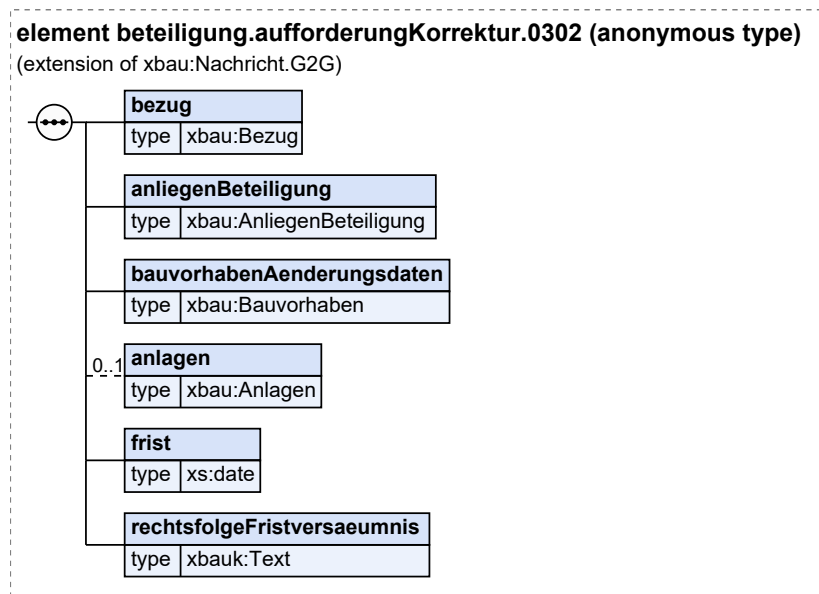 element beteiligung.aufforderungKorrektur.0302 (anonymous type)
(extension of xbau:Nachricht.G2G)
bezug
type xbau:Bezug
anliegenBeteiligung
type xbau:AnliegenBeteiligung
bauvorhabenAenderungsdaten
type xbau:Bauvorhaben
0..1 anlagen
type xbau:Anlagen
frist
type xs:date
rechtsfolgeFristversaeumnis
type xbauk:Text